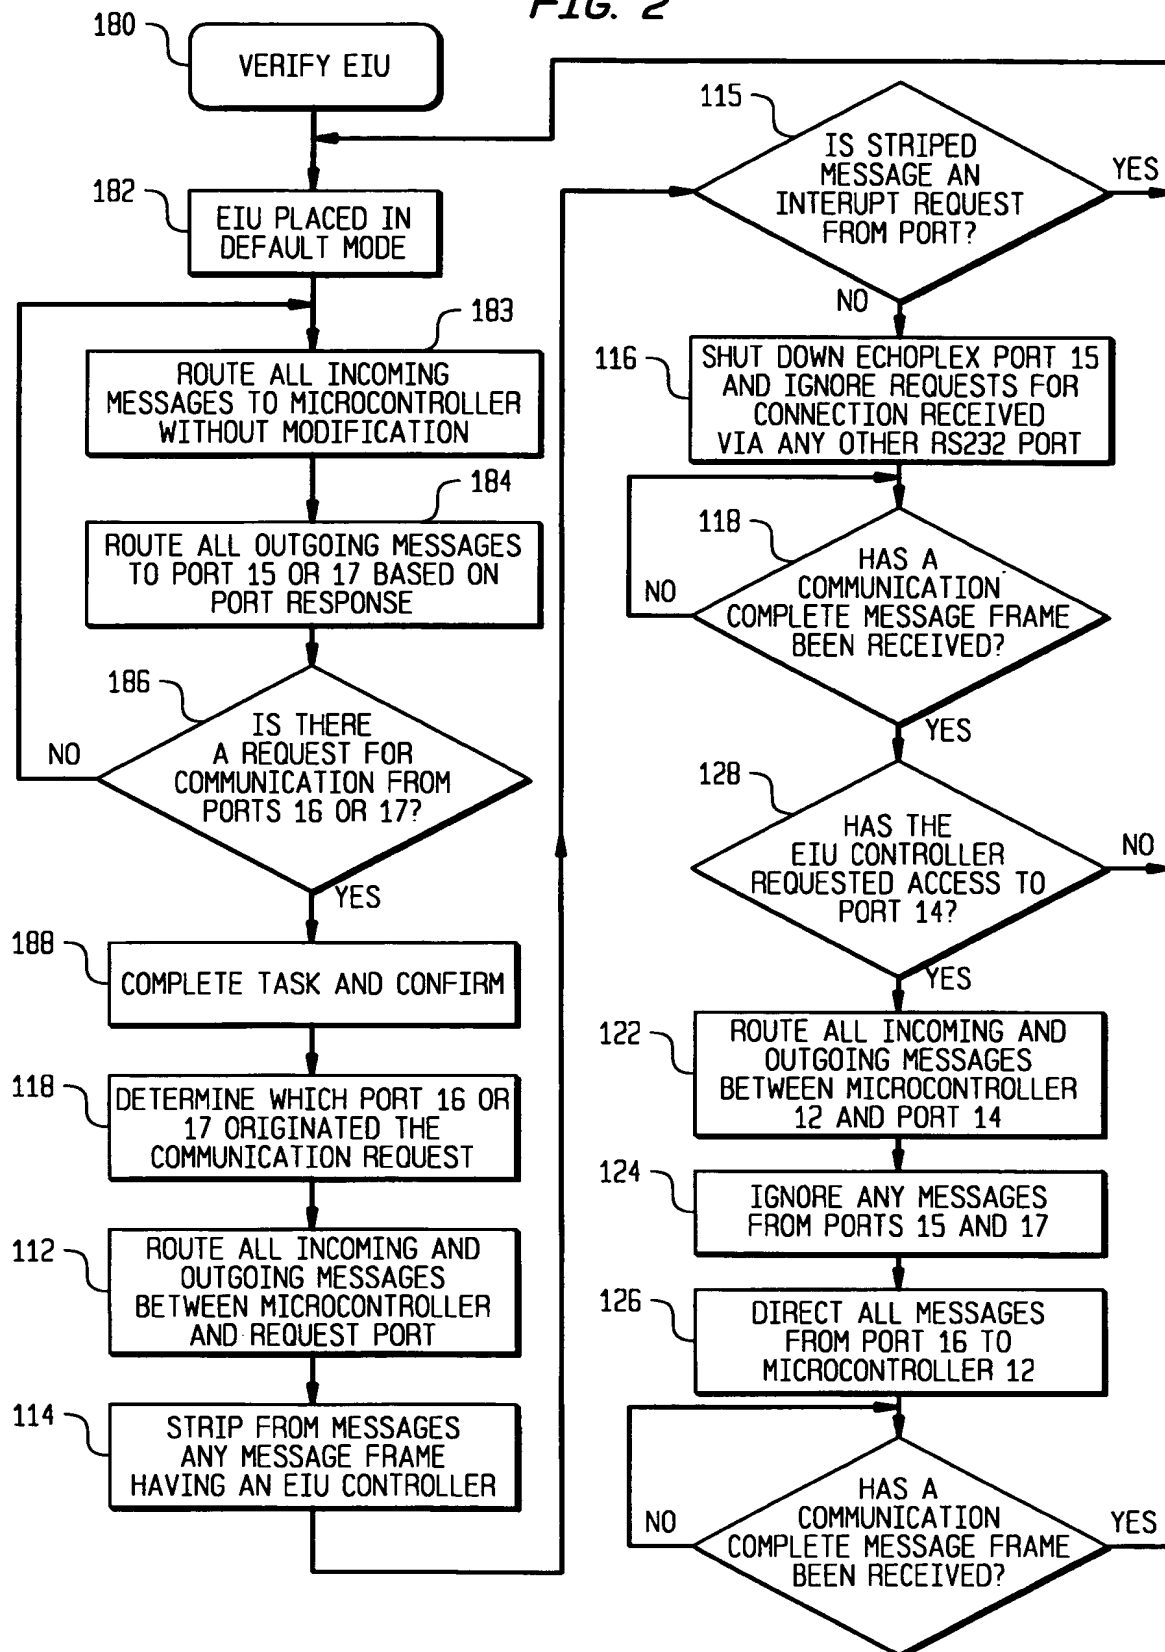 FIG. 2
180
VERIFY EIU
182
EIU PLACED IN
DEFAULT MODE
183
ROUTE ALL INCOMING
MESSAGES TO MICROCONTROLLER
WITHOUT MODIFICATION
184
ROUTE ALL OUTGOING MESSAGES
TO PORT 15 OR 17 BASED ON
PORT RESPONSE
186
IS THERE
A REQUEST FOR
COMMUNICATION FROM
PORTS 16 OR 17?
NO
YES
188
COMPLETE TASK AND CONFIRM
118
DETERMINE WHICH PORT 16 OR
17 ORIGINATED THE
COMMUNICATION REQUEST
112
ROUTE ALL INCOMING AND
OUTGOING MESSAGES
BETWEEN MICROCONTROLLER
AND REQUEST PORT
114
STRIP FROM MESSAGES
ANY MESSAGE FRAME
HAVING AN EIU CONTROLLER
115
IS STRIPED
MESSAGE AN
INTERUPT REQUEST
FROM PORT?
YES
NO
116
SHUT DOWN ECHOPLEX PORT 15
AND IGNORE REQUESTS FOR
CONNECTION RECEIVED
VIA ANY OTHER RS232 PORT
118
HAS A
COMMUNICATION
COMPLETE MESSAGE FRAME
BEEN RECEIVED?
NO
YES
128
HAS THE
EIU CONTROLLER
REQUESTED ACCESS TO
PORT 14?
NO
YES
122
ROUTE ALL INCOMING AND
OUTGOING MESSAGES
BETWEEN MICROCONTROLLER
12 AND PORT 14
124
IGNORE ANY MESSAGES
FROM PORTS 15 AND 17
126
DIRECT ALL MESSAGES
FROM PORT 16 TO
MICROCONTROLLER 12
HAS A
COMMUNICATION
COMPLETE MESSAGE FRAME
BEEN RECEIVED?
NO
YES